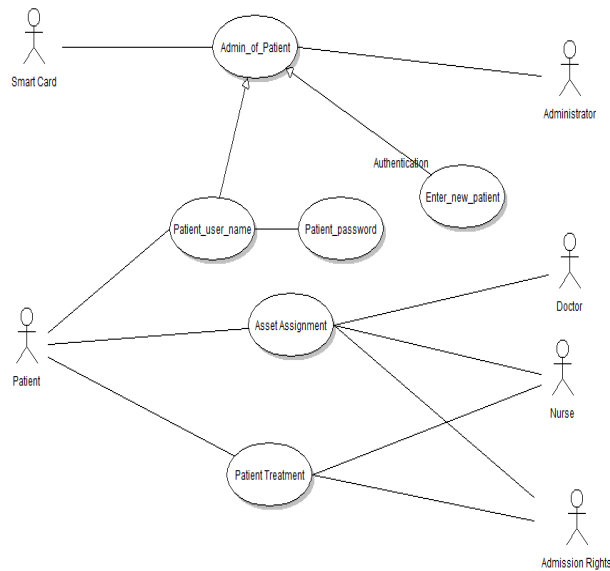 Admin_of_Patient
Smart Card
Administrator
Authentication
Enter_new_patient
Patient_user_name
Patient_password
Doctor
Asset Assignment
Patient
Nurse
Patient Treatment
Admission Rights